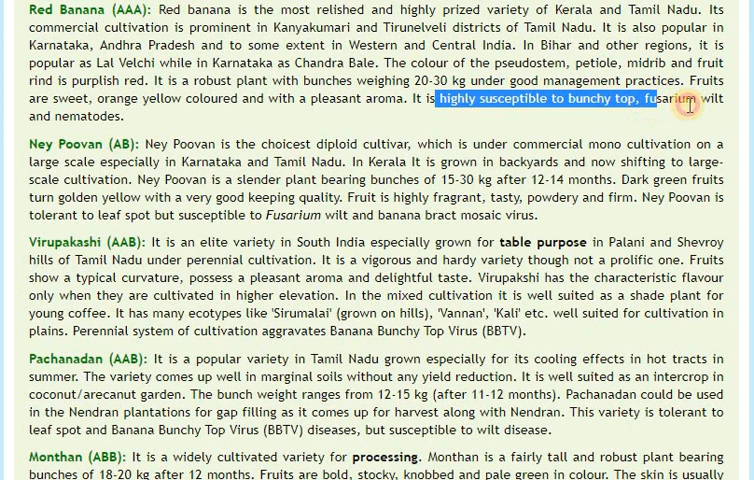 Red Banana (AAA): Red banana is the most relished and highly prized variety of Kerala and Tamil Nadu. Its
commercial cultivation is prominent in Kanyakumari and Tirunelveli districts of Tamil Nadu. It is also popular in
Karnataka, Andhra Pradesh and to some extent in Western and Central India. In Bihar and other regions, it is
popular as Lal Velchi while in Karnataka as Chandra Bale. The colour of the pseudostem, petiole, midrib and fruit
rind is purplish red. It is a robust plant with bunches weighing 20-30 kg under good management practices. Fruits
are sweet, orange yellow coloured and with a pleasant aroma. It is highly susceptible to bunchy top, fusarium wilt
and nematodes.
Ney Poovan (AB): Ney Poovan is the choicest diploid cultivar, which is under commercial mono cultivation on a
large scale especially in Karnataka and Tamil Nadu. In Kerala It is grown in backyards and now shifting to large-
scale cultivation. Ney Poovan is a slender plant bearing bunches of 15-30 kg after 12-14 months. Dark green fruits
turn golden yellow with a very good keeping quality. Fruit is highly fragrant, tasty, powdery and firm. Ney Poovan is
tolerant to leaf spot but susceptible to Fusarium wilt and banana bract mosaic virus.
Virupakashi (AAB): It is an elite variety in South India especially grown for table purpose in Palani and Shevroy
hills of Tamil Nadu under perennial cultivation. It is a vigorous and hardy variety though not a prolific one. Fruits
show a typical curvature, possess a pleasant aroma and delightful taste. Virupakshi has the characteristic flavour
only when they are cultivated in higher elevation. In the mixed cultivation it is well suited as a shade plant for
young coffee. It has many ecotypes like 'Sirumalai' (grown on hills), 'Vannan', 'Kali' etc. well suited for cultivation in
plains. Perennial system of cultivation aggravates Banana Bunchy Top Virus (BBTV).
Pachanadan (AAB): It is a popular variety in Tamil Nadu grown especially for its cooling effects in hot tracts in
summer. The variety comes up well in marginal soils without any yield reduction. It is well suited as an intercrop in
coconut/arecanut garden. The bunch weight ranges from 12-15 kg (after 11-12 months). Pachanadan could be used
in the Nendran plantations for gap filling as it comes up for harvest along with Nendran. This variety is tolerant to
leaf spot and Banana Bunchy Top Virus (BBTV) diseases, but susceptible to wilt disease.
Monthan (ABB): It is a widely cultivated variety for processing. Monthan is a fairly tall and robust plant bearing
bunches of 18-20 kg after 12 months. Fruits are bold, stocky, knobbed and pale green in colour. The skin is usually